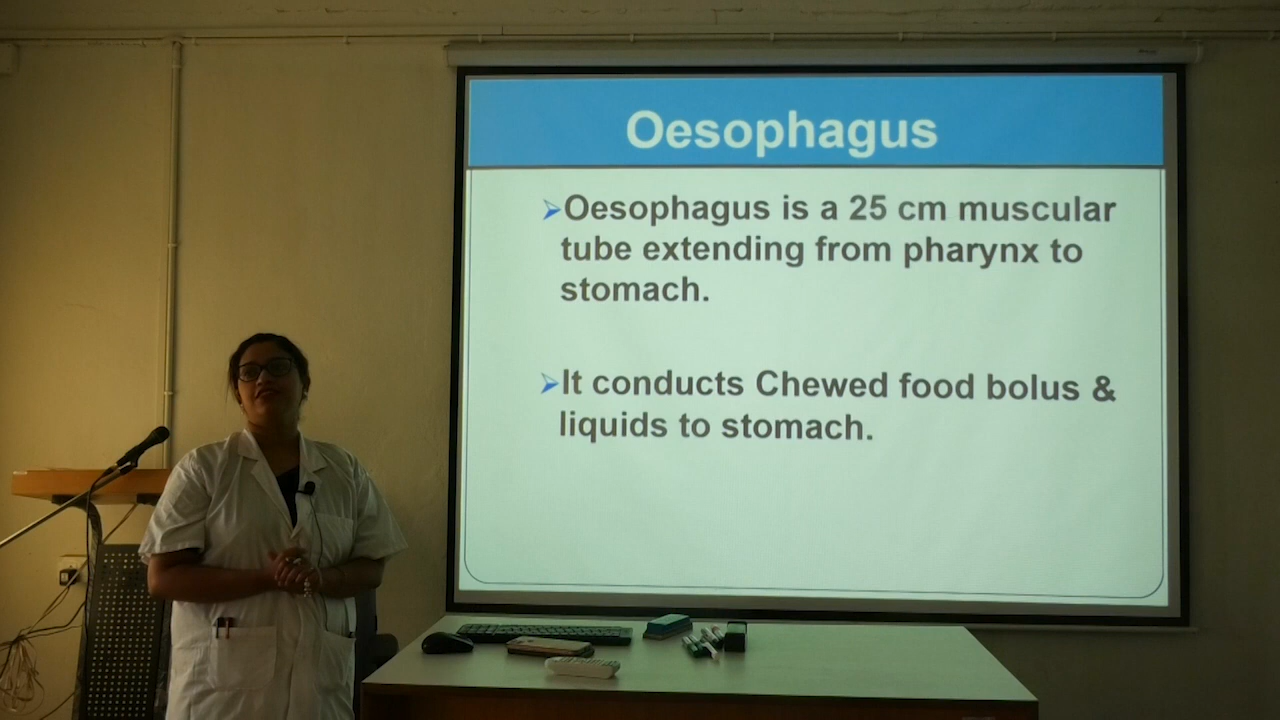 Oesophagus
➢Oesophagus is a 25 cm muscular
tube extending from pharynx to
stomach.
➢It conducts Chewed food bolus &
liquids to stomach.